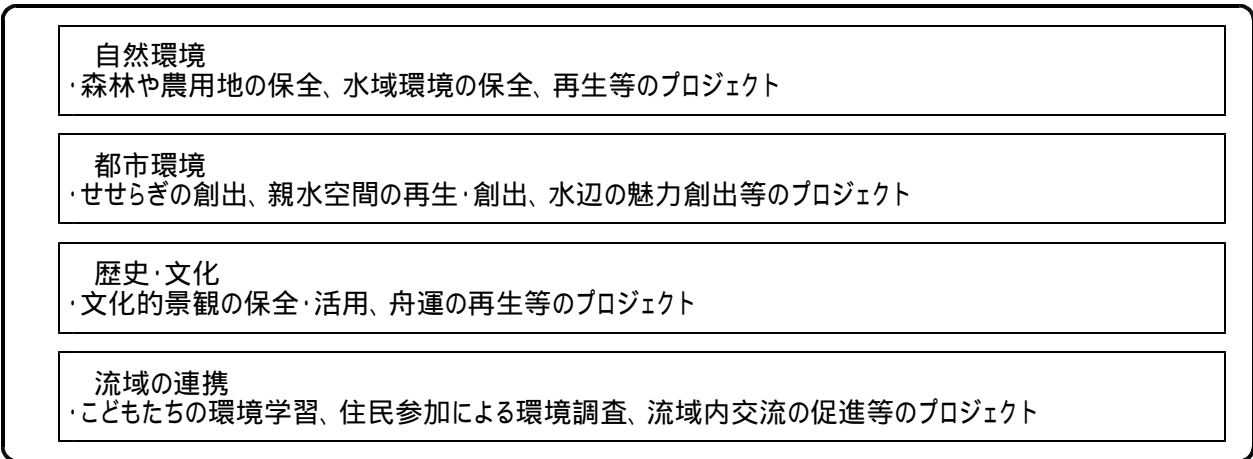 自然環境
・森林や農用地の保全、水域環境の保全、再生等のプロジェクト
都市環境
・せせらぎの創出、親水空間の再生・創出、水辺の魅力創出等のプロジェクト
歴史・文化
・文化的景観の保全・活用、舟運の再生等のプロジェクト
流域の連携
・こどもたちの環境学習、住民参加による環境調査、流域内交流の促進等のプロジェクト